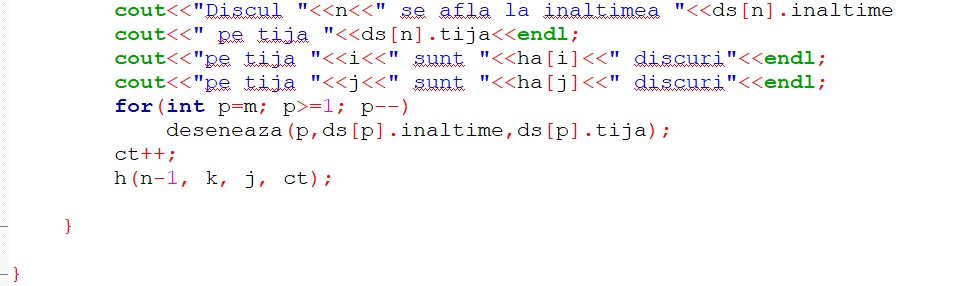 cout<<"Discul "<<n<<" se afla la inaltimea "<<ds[n].inaltime
cout<<" pe tija "<<ds[n].tija<<endl;
cout<<"pe tija "<<i<<" sunt "<<ha[i]<<" discuri"<<endl;
cout<<"pe tija "<<j<<" sunt "<<ha[j]<<" discuri"<<endl;
for(int p=m; p>=1; p--)
deseneaza(p,ds[p].inaltime,ds[p].tija);
ct++;
h(n-1, k, j, ct);
}
}